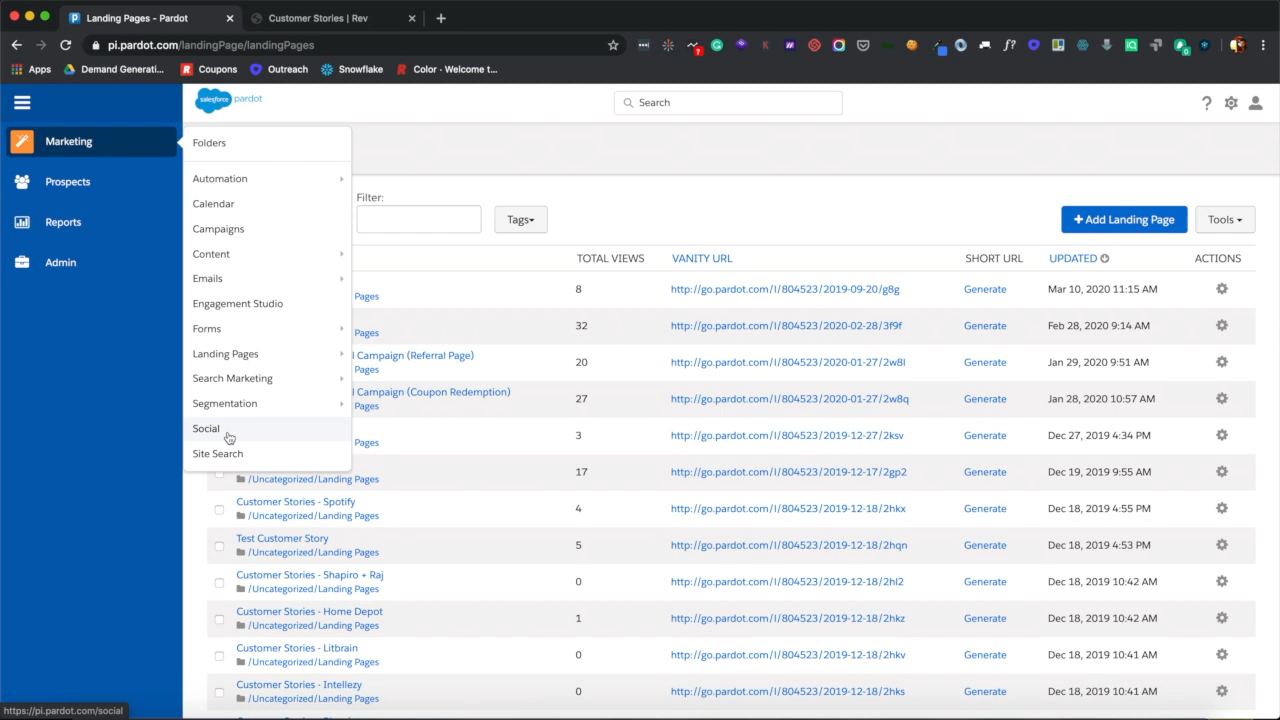 Landing Pages - Pardot
Customer Stories | Rev
pi.pardot.com/landingPage/landingPages
Apps
Demand Generati...
Coupons
Outreach
Snowflake
Color · Welcome t...
salesforce pardot
Search
Marketing
Prospects
Reports
Admin
Folders
Automation
Calendar
Campaigns
Content
Emails
Engagement Studio
Forms
Landing Pages
Search Marketing
Segmentation
Social
Site Search
Filter:
Tags
+ Add Landing Page
Tools
TOTAL VIEWS VANITY URL SHORT URL UPDATED ACTIONS
Pages 8 http://go.pardot.com/l/804523/2019-09-20/g8g Generate Mar 10, 2020 11:15 AM
Pages 32 http://go.pardot.com/l/804523/2020-02-28/3f9f Generate Feb 28, 2020 9:14 AM
l Campaign (Referral Page)
Pages 20 http://go.pardot.com/l/804523/2020-01-27/2w8l Generate Jan 29, 2020 9:51 AM
l Campaign (Coupon Redemption)
Pages 27 http://go.pardot.com/l/804523/2020-01-27/2w8q Generate Jan 28, 2020 10:57 AM
Pages 3 http://go.pardot.com/l/804523/2019-12-27/2ksv Generate Dec 27, 2019 4:34 PM
/Uncategorized/Landing Pages 17 http://go.pardot.com/l/804523/2019-12-17/2gp2 Generate Dec 19, 2019 9:55 AM
Customer Stories - Spotify
/Uncategorized/Landing Pages 4 http://go.pardot.com/l/804523/2019-12-18/2hkx Generate Dec 18, 2019 4:55 PM
Test Customer Story
/Uncategorized/Landing Pages 5 http://go.pardot.com/l/804523/2019-12-18/2hqn Generate Dec 18, 2019 4:53 PM
Customer Stories - Shapiro + Raj
/Uncategorized/Landing Pages 0 http://go.pardot.com/l/804523/2019-12-18/2hl2 Generate Dec 18, 2019 10:42 AM
Customer Stories - Home Depot
/Uncategorized/Landing Pages 1 http://go.pardot.com/l/804523/2019-12-18/2hkz Generate Dec 18, 2019 10:42 AM
Customer Stories - Litbrain
/Uncategorized/Landing Pages 0 http://go.pardot.com/l/804523/2019-12-18/2hkv Generate Dec 18, 2019 10:41 AM
Customer Stories - Intellezy
/Uncategorized/Landing Pages 0 http://go.pardot.com/l/804523/2019-12-18/2hks Generate Dec 18, 2019 10:41 AM
https://pi.pardot.com/social